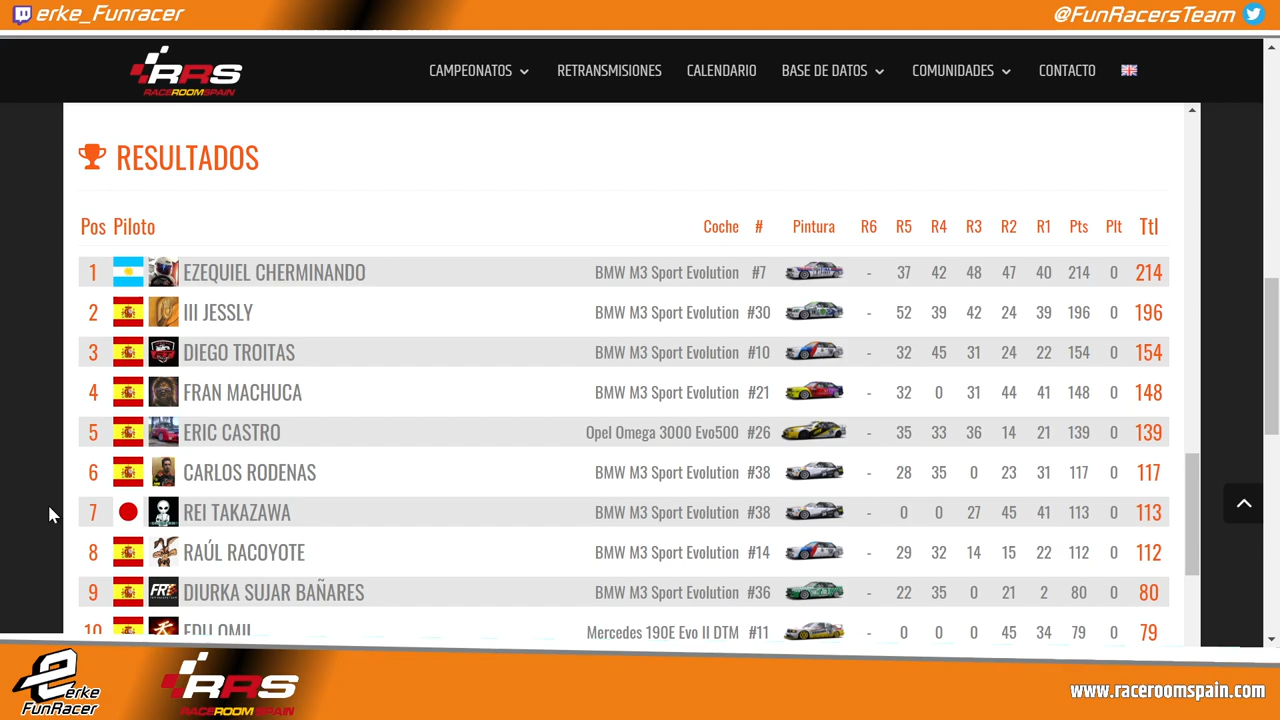 erke_Funracer
@FunRacersTeam
RRS
RACEROOMSPAIN
CAMPEONATOS RETRANSMISIONES CALENDARIO BASE DE DATOS COMUNIDADES CONTACTO
RESULTADOS
Pos Piloto Coche # Pintura R6 R5 R4 R3 R2 R1 Pts Plt Ttl
1 EZEQUIEL CHERMINANDO BMW M3 Sport Evolution #7 - 37 42 48 47 40 214 0 214
2 III JESSLY BMW M3 Sport Evolution #30 - 52 39 42 24 39 196 0 196
3 DIEGO TROITAS BMW M3 Sport Evolution #10 - 32 45 31 24 22 154 0 154
4 FRAN MACHUCA BMW M3 Sport Evolution #21 - 32 0 31 44 41 148 0 148
5 ERIC CASTRO Opel Omega 3000 Evo500 #26 - 35 33 36 14 21 139 0 139
6 CARLOS RODENAS BMW M3 Sport Evolution #38 - 28 35 0 23 31 117 0 117
7 REI TAKAZAWA BMW M3 Sport Evolution #38 - 0 0 27 45 41 113 0 113
8 RAÚL RACOYOTE BMW M3 Sport Evolution #14 - 29 32 14 15 22 112 0 112
9 DIURKA SUJAR BAÑARES BMW M3 Sport Evolution #36 - 22 35 0 21 2 80 0 80
10 EDU OMIL Mercedes 190E Evo II DTM #11 - 0 0 0 45 34 79 0 79
erke
FunRacer
RRS
RACEROOM SPAIN
www.raceroomspain.com